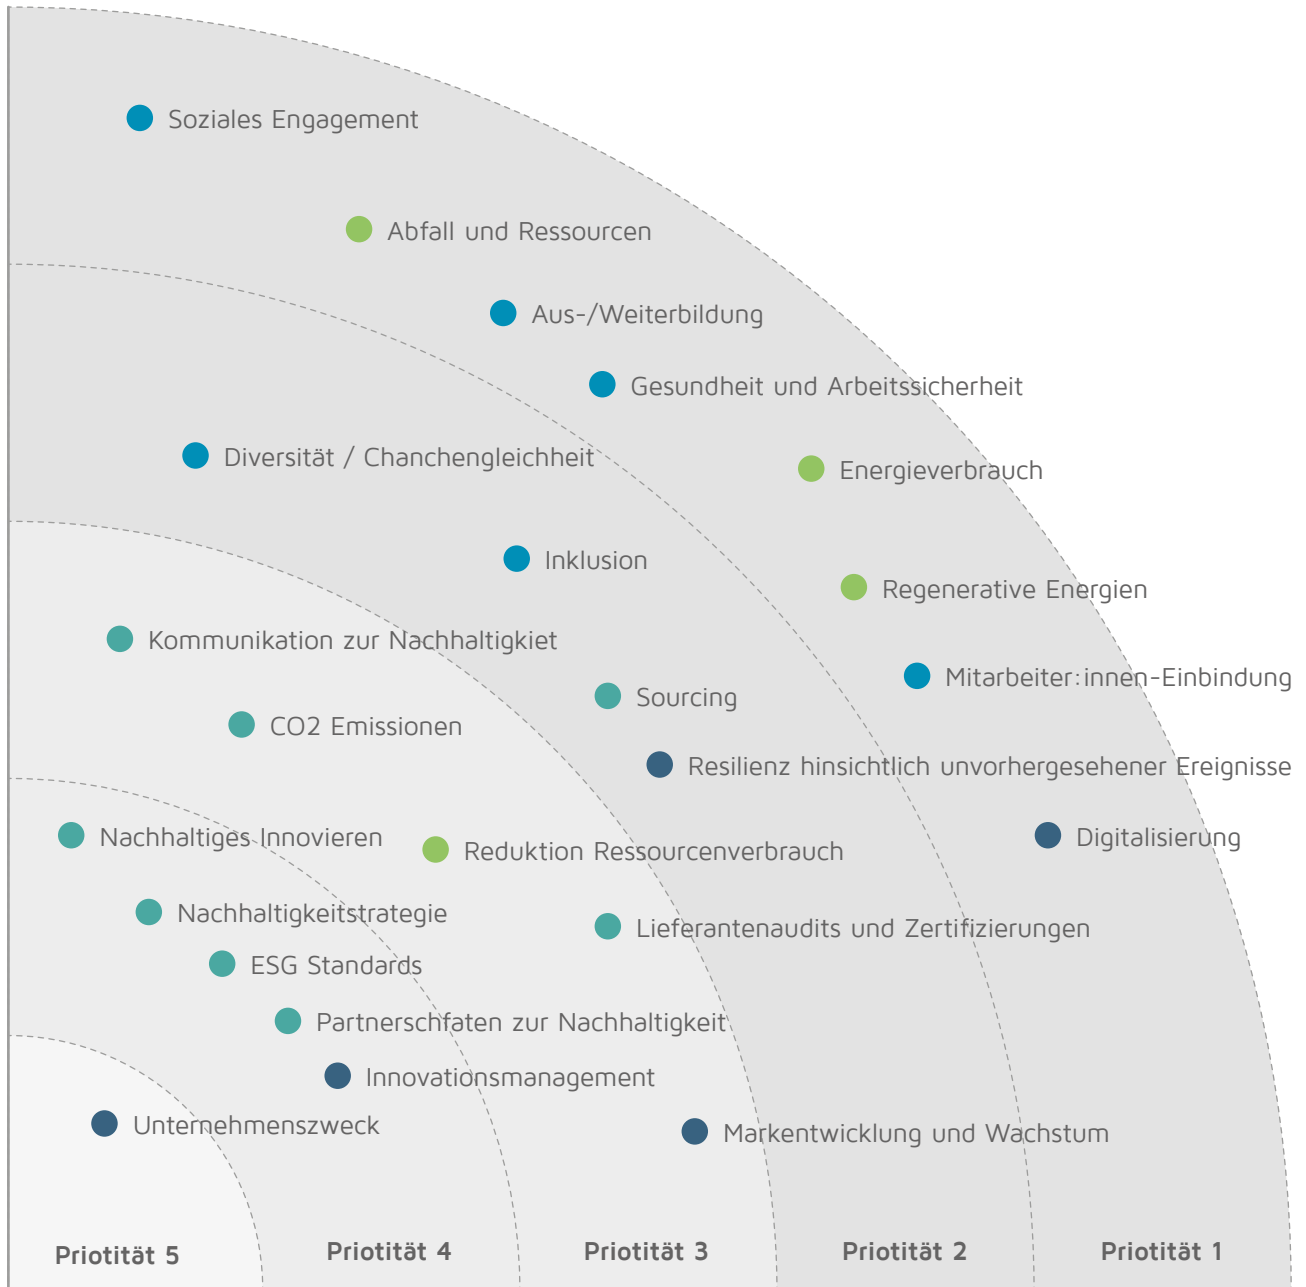 Soziales Engagement
Abfall und Ressourcen
Aus-/Weiterbildung
Gesundheit und Arbeitssicherheit
Diversität / Chanchengleichheit
Energieverbrauch
Inklusion
Regenerative Energien
Kommunikation zur Nachhaltigkiet
Mitarbeiter:innen-Einbindung
Sourcing
CO2 Emissionen
Resilienz hinsichtlich unvorhergesehener Ereignisse
Nachhaltiges Innovieren
Digitalisierung
Reduktion Ressourcenverbrauch
Nachhaltigkeitstrategie
Lieferantenaudits und Zertifizierungen
ESG Standards
Partnerschfaten zur Nachhaltigkeit
Innovationsmanagement
Unternehmenszweck
Markentwicklung und Wachstum
Priotität 5
Priotität 4
Priotität 3
Priotität 2
Priotität 1